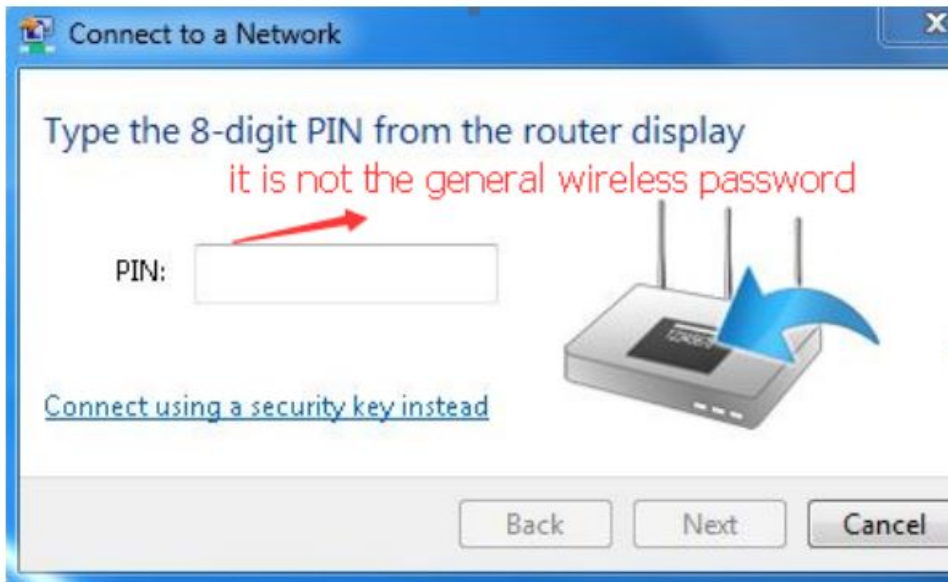 Connect to a Network
X
Type the 8-digit PIN from the router display
it is not the general wireless password
PIN:
Connect using a security key instead
Back Next Cancel